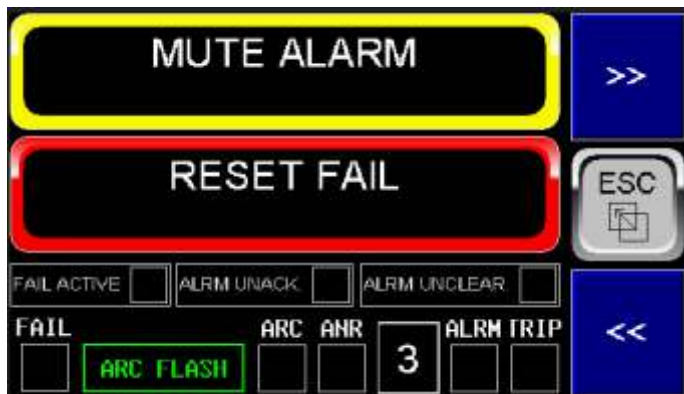 MUTE ALARM
>>
RESET FAIL
ESC
FAIL ACTIVE
ALRM UNACK.
ALRM UNCLEAR.
FAIL
ARC FLASH
ARC
ANR
3
ALRM
TRIP
<<